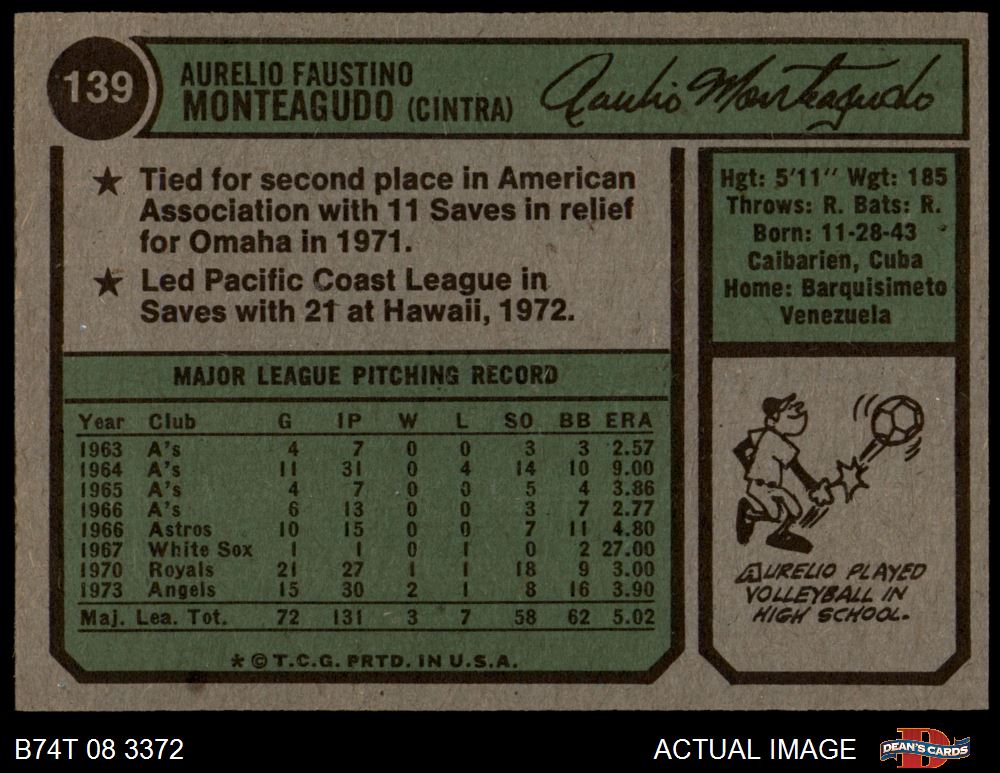 139
AURELIO FAUSTINO
MONTEAGUDO (CINTRA)
Aurelio Monteagudo
★ Tied for second place in American
Association with 11 Saves in relief
for Omaha in 1971.
★ Led Pacific Coast League in
Saves with 21 at Hawaii, 1972.
Hgt: 5'11'' Wgt: 185
Throws: R. Bats: R.
Born: 11-28-43
Caibarien, Cuba
Home: Barquisimeto
Venezuela
MAJOR LEAGUE PITCHING RECORD
Year Club G IP W L SO BB ERA
1963 A's 4 7 0 0 3 3 2.57
1964 A's 11 31 0 4 14 10 9.00
1965 A's 4 7 0 0 5 4 3.86
1966 A's 6 13 0 0 3 7 2.77
1966 Astros 10 15 0 0 7 11 4.80
1967 White Sox 1 1 0 1 0 2 27.00
1970 Royals 21 27 1 1 18 9 3.00
1973 Angels 15 30 2 1 8 16 3.90
Maj. Lea. Tot. 72 131 3 7 58 62 5.02
* © T.C.G. PRTD. IN U.S.A.
AURELIO PLAYED
VOLLEYBALL IN
HIGH SCHOOL.
B74T 08 3372
ACTUAL IMAGE
D
DEAN'S CARDS